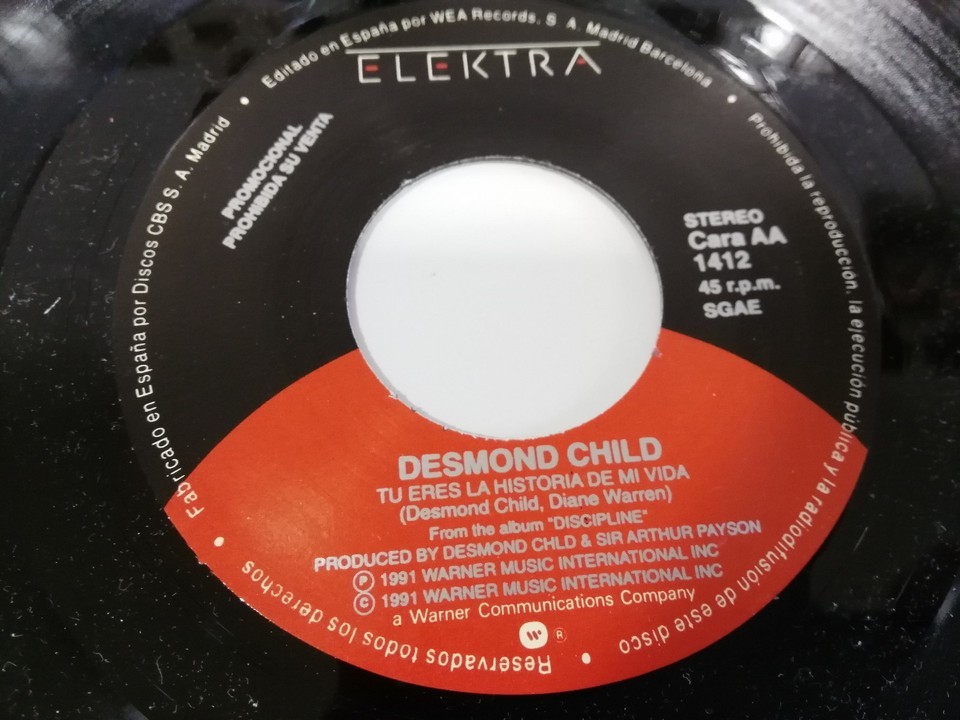 Fabricado en España por Discos CBS S. A. Madrid
Editado en España por WEA Records. S. A. Madrid Barcelona
Prohibida la reproducción, la ejecución pública y la radiodifusión de este disco
Reservados todos los derechos
ELEKTRA
PROMOCIONAL
PROHIBIDA SU VENTA
STEREO
Cara AA
1412
45 r.p.m.
SGAE
DESMOND CHILD
TU ERES LA HISTORIA DE MI VIDA
(Desmond Child, Diane Warren)
From the album "DISCIPLINE"
PRODUCED BY DESMOND CHLD & SIR ARTHUR PAYSON
Ⓟ 1991 WARNER MUSIC INTERNATIONAL INC
© 1991 WARNER MUSIC INTERNATIONAL INC
a Warner Communications Company
®